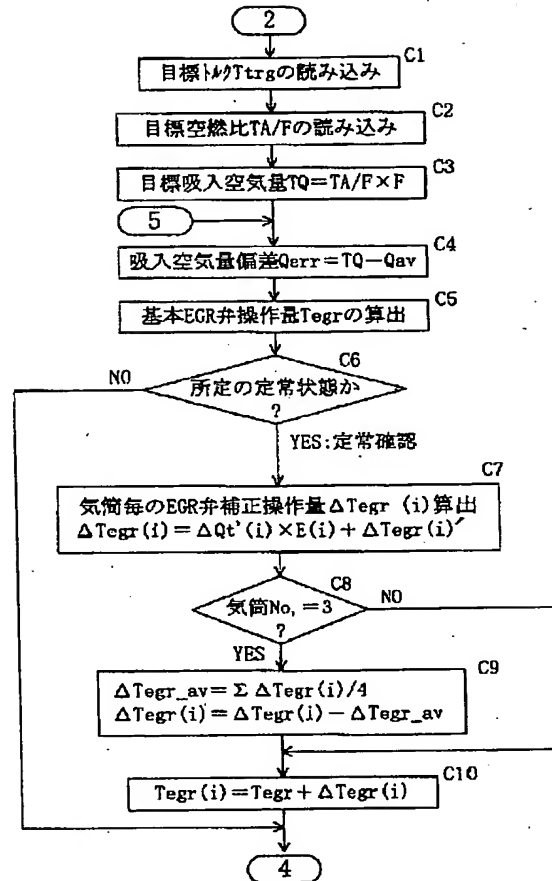 2
C1
目標トルクTtrgの読み込み
C2
目標空燃比TA/Fの読み込み
C3
目標吸入空気量TQ=TA/F×F
5
C4
吸入空気量偏差Qerr=TQ-Qav
C5
基本EGR弁操作量Tegrの算出
C6
NO
所定の定常状態か
?
YES:定常確認
C7
気筒毎のEGR弁補正操作量ΔTegr (i)算出
ΔTegr(i)=ΔQt'(i)×E(i)+ΔTegr(i)'
C8
NO
気筒No,=3
?
YES
C9
ΔTegr_av=Σ ΔTegr(i)/4
ΔTegr(i)=ΔTegr(i)-ΔTegr_av
C10
Tegr(i)=Tegr+ΔTegr(i)
4